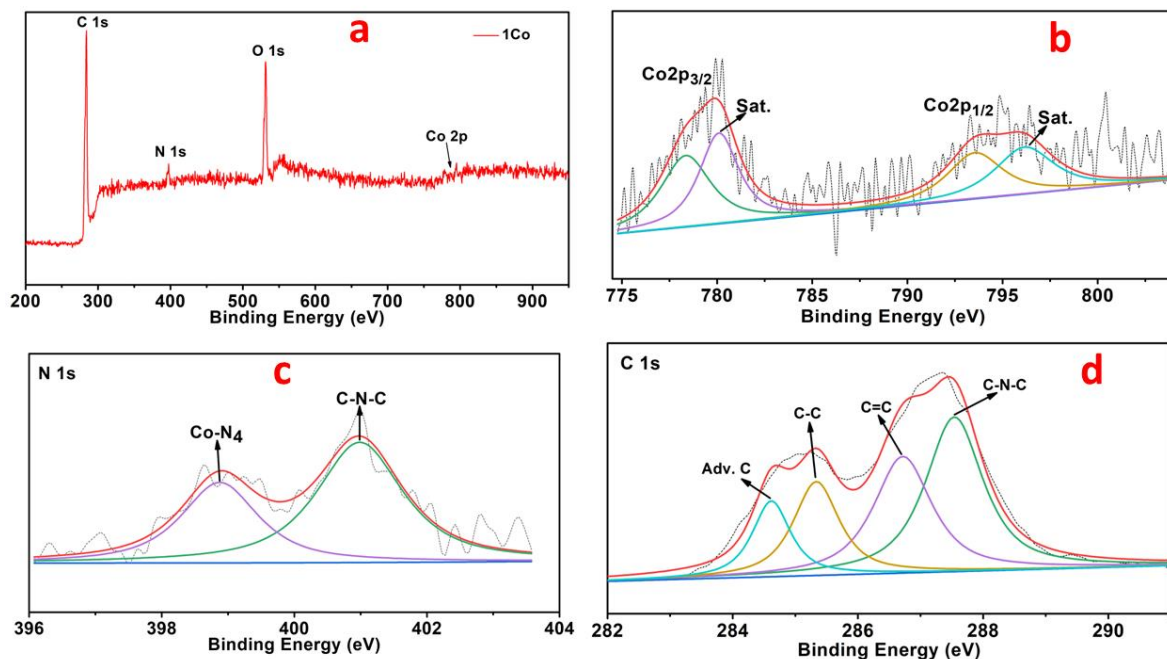 a
C 1s
1Co
O 1s
N 1s
Co 2p
200 300 400 500 600 700 800 900
Binding Energy (eV)
b
Co2p3/2
Sat.
Co2p1/2
Sat.
775 780 785 790 795 800
Binding Energy (eV)
N 1s
c
C-N-C
Co-N4
396 398 400 402 404
Binding Energy (eV)
C 1s
d
C-N-C
C=C
C-C
Adv. C
282 284 286 288 290
Binding Energy (eV)